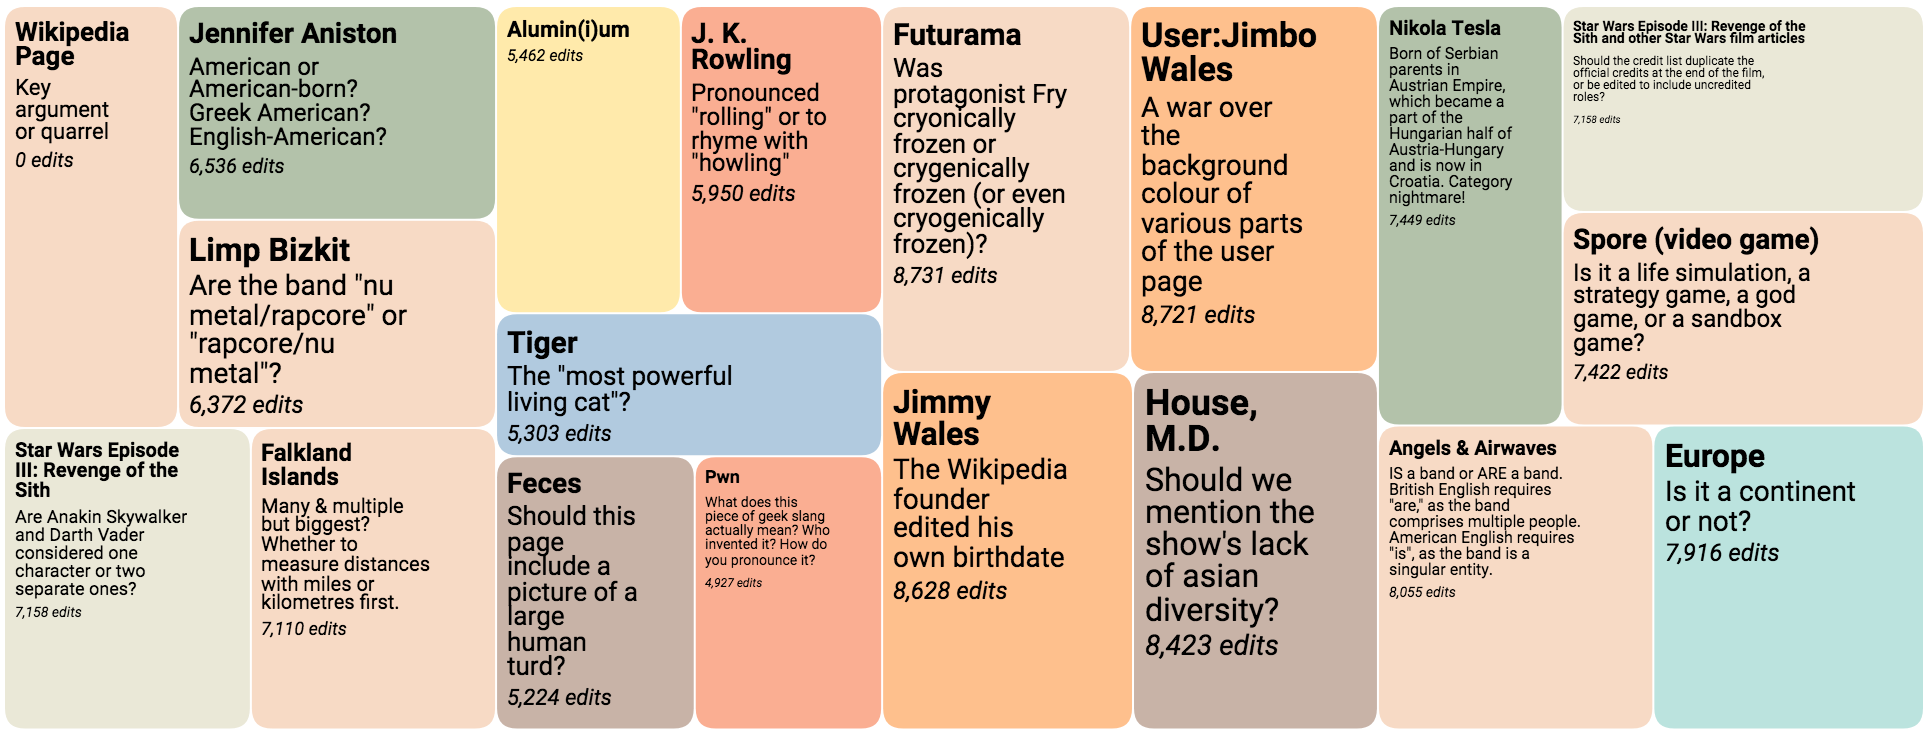 Wikipedia
Page
Key
argument
or quarrel
0 edits
Jennifer Aniston
American or
American-born?
Greek American?
English-American?
6,536 edits
Limp Bizkit
Are the band "nu
metal/rapcore" or
"rapcore/nu
metal"?
6,372 edits
Star Wars Episode
III: Revenge of the
Sith
Are Anakin Skywalker
and Darth Vader
considered one
character or two
separate ones?
7,158 edits
Falkland
Islands
Many & multiple
but biggest?
Whether to
measure distances
with miles or
kilometres first.
7,110 edits
Alumin(i)um
5,462 edits
J. K.
Rowling
Pronounced
"rolling" or to
rhyme with
"howling"
5,950 edits
Tiger
The "most powerful
living cat"?
5,303 edits
Feces
Should this
page
include a
picture of a
large
human
turd?
5,224 edits
Pwn
What does this
piece of geek slang
actually mean? Who
invented it? How do
you pronounce it?
4,927 edits
Futurama
Was
protagonist Fry
cryonically
frozen or
crygenically
frozen (or even
cryogenically
frozen)?
8,731 edits
User:Jimbo
Wales
A war over
the
background
colour of
various parts
of the user
page
8,721 edits
Jimmy
Wales
The Wikipedia
founder
edited his
own birthdate
8,628 edits
House,
M.D.
Should we
mention the
show's lack
of asian
diversity?
8,423 edits
Nikola Tesla
Born of Serbian
parents in
Austrian Empire,
which became a
part of the
Hungarian half of
Austria-Hungary
and is now in
Croatia. Category
nightmare!
7,449 edits
Star Wars Episode III: Revenge of the
Sith and other Star Wars film articles
Should the credit list duplicate the
official credits at the end of the film,
or be edited to include uncredited
roles?
7,158 edits
Spore (video game)
Is it a life simulation, a
strategy game, a god
game, or a sandbox
game?
7,422 edits
Angels & Airwaves
IS a band or ARE a band.
British English requires
"are," as the band
comprises multiple people.
American English requires
"is", as the band is a
singular entity.
8,055 edits
Europe
Is it a continent
or not?
7,916 edits